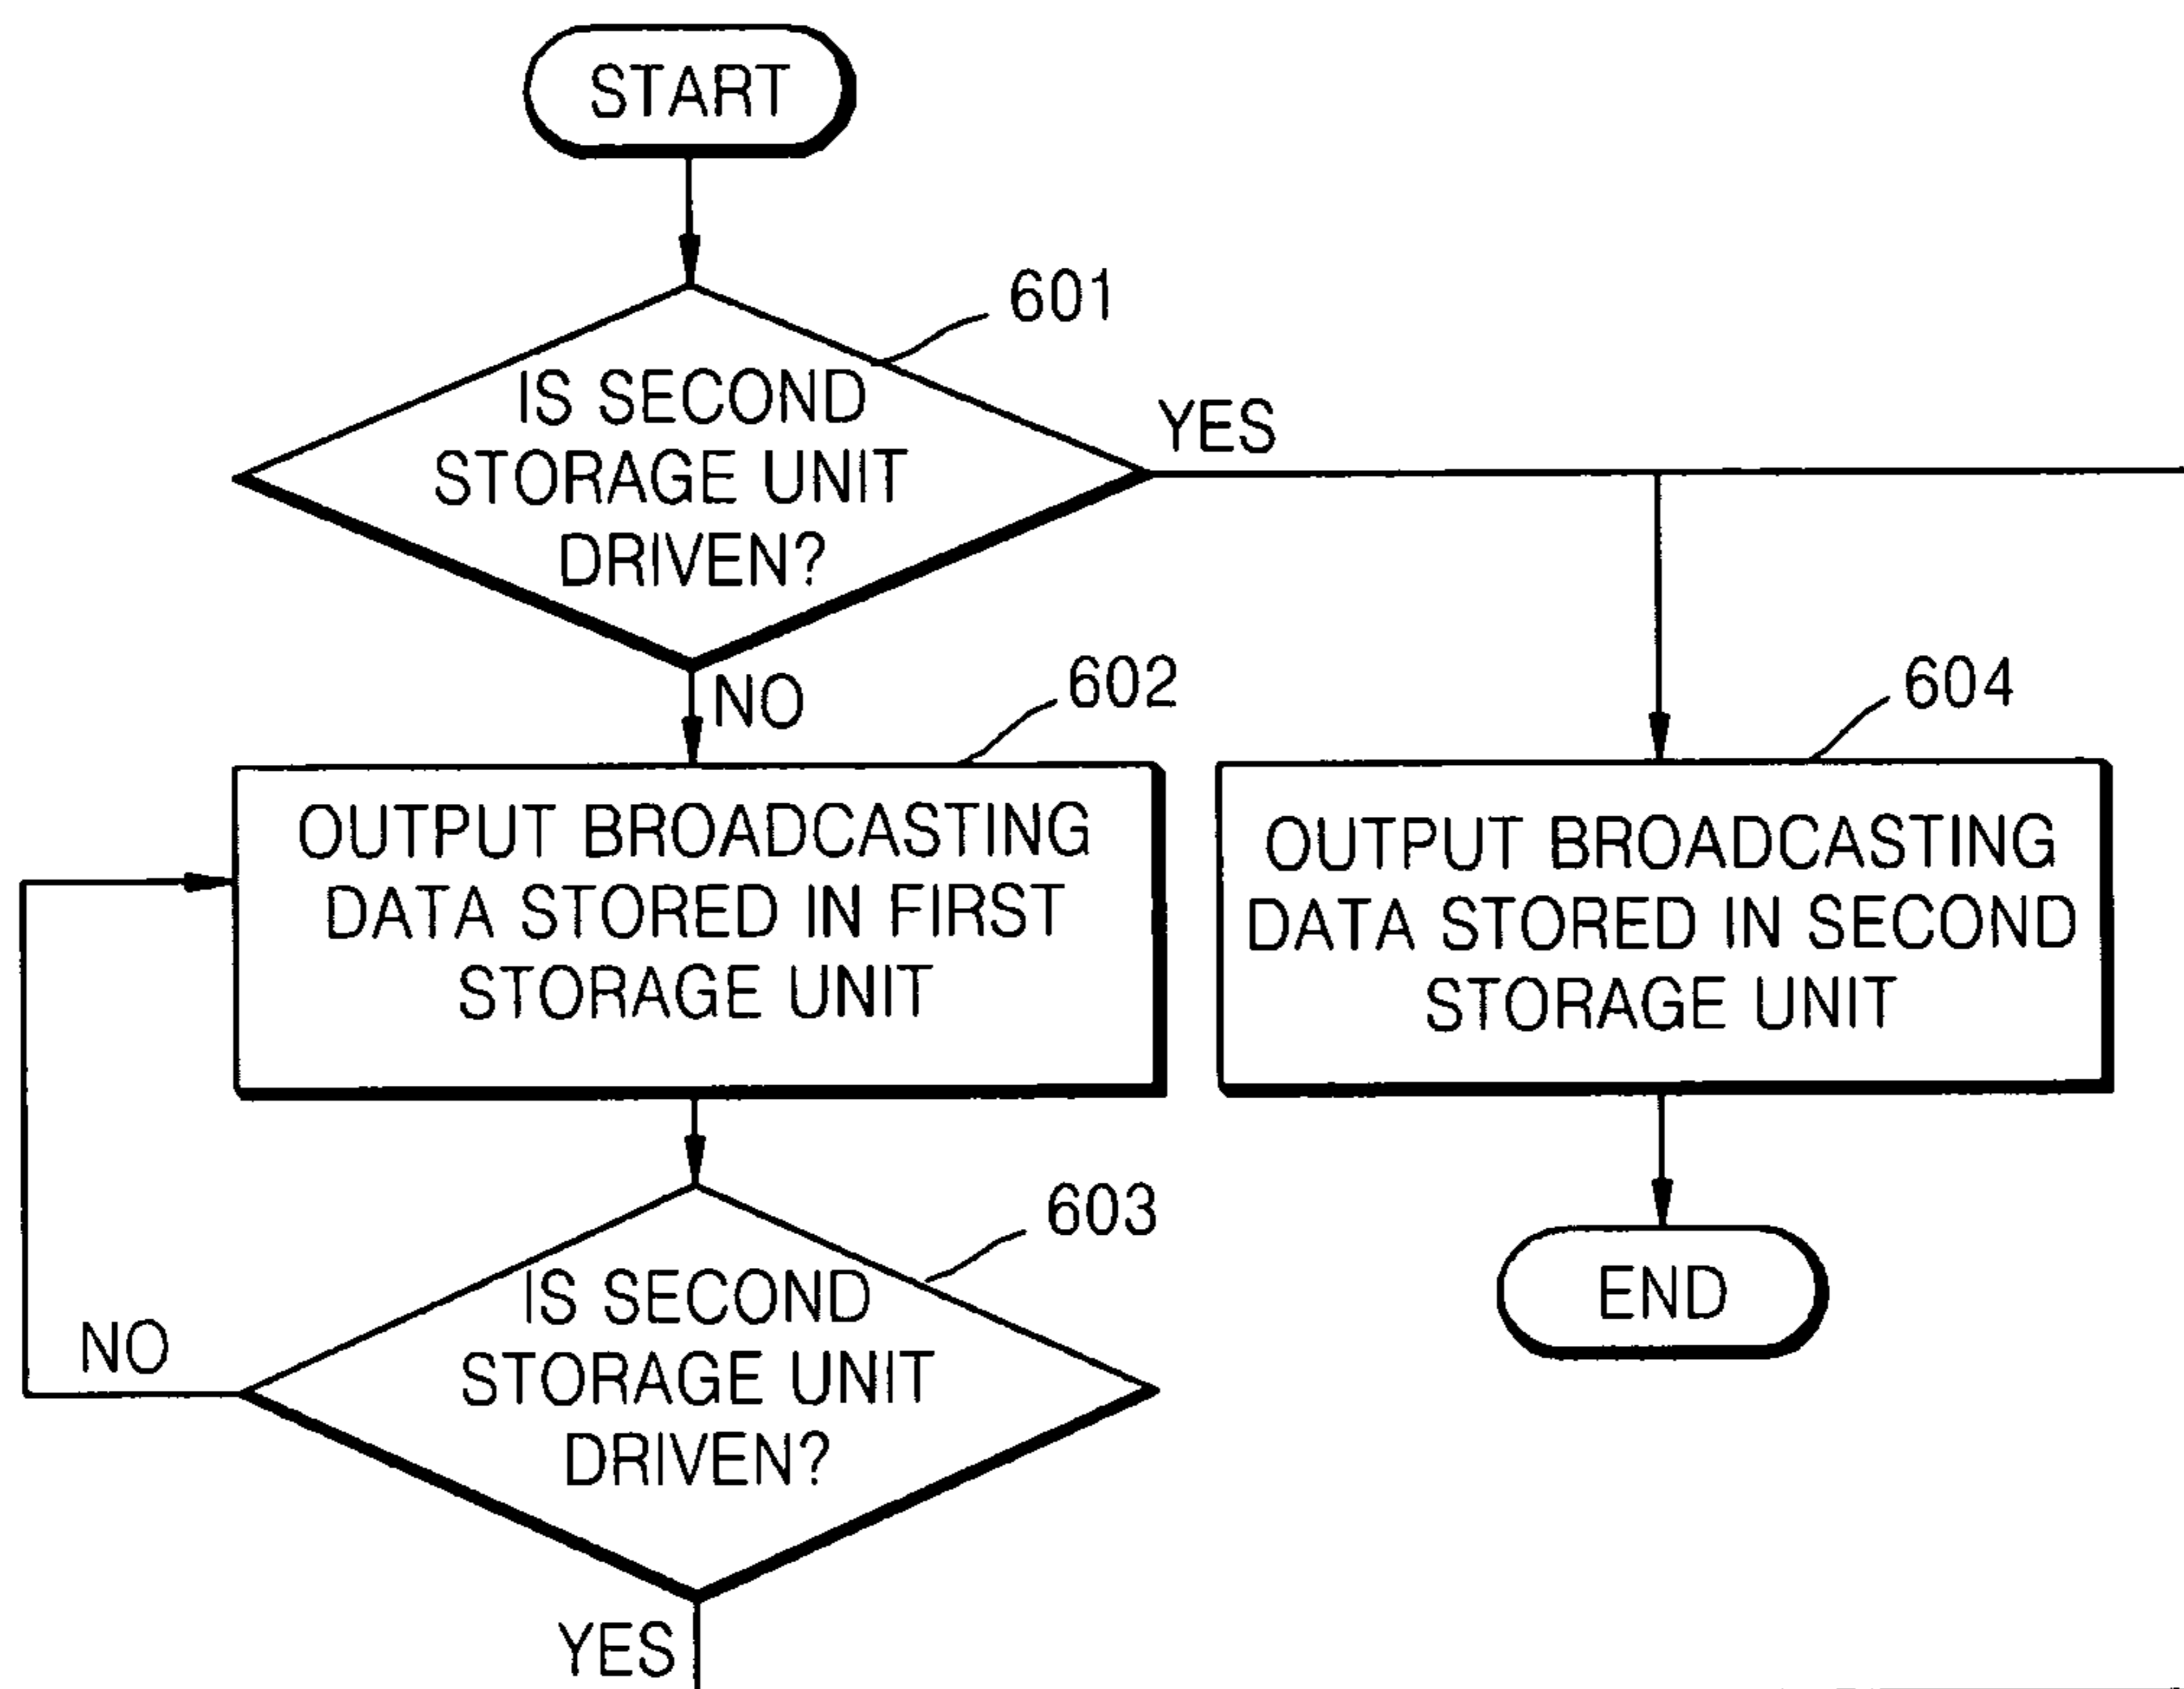 START
601
IS SECOND
STORAGE UNIT
DRIVEN?
YES
NO
602
OUTPUT BROADCASTING
DATA STORED IN FIRST
STORAGE UNIT
604
OUTPUT BROADCASTING
DATA STORED IN SECOND
STORAGE UNIT
603
IS SECOND
STORAGE UNIT
DRIVEN?
NO
YES
END